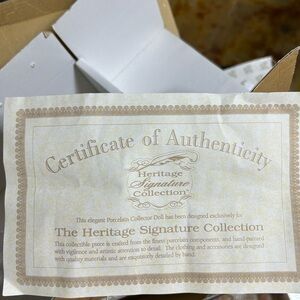 Certificate of Authenticity
Heritage
Signature
Collection
This elegant Porcelain Collector Doll has been designed exclusively for
The Heritage Signature Collection
This collectible piece is crafted from the finest porcelain components, and hand-painted
with vigilence and artistic attention to detail. The clothing and accessories are designed
with quality materials and are exquisitely detailed by hand.